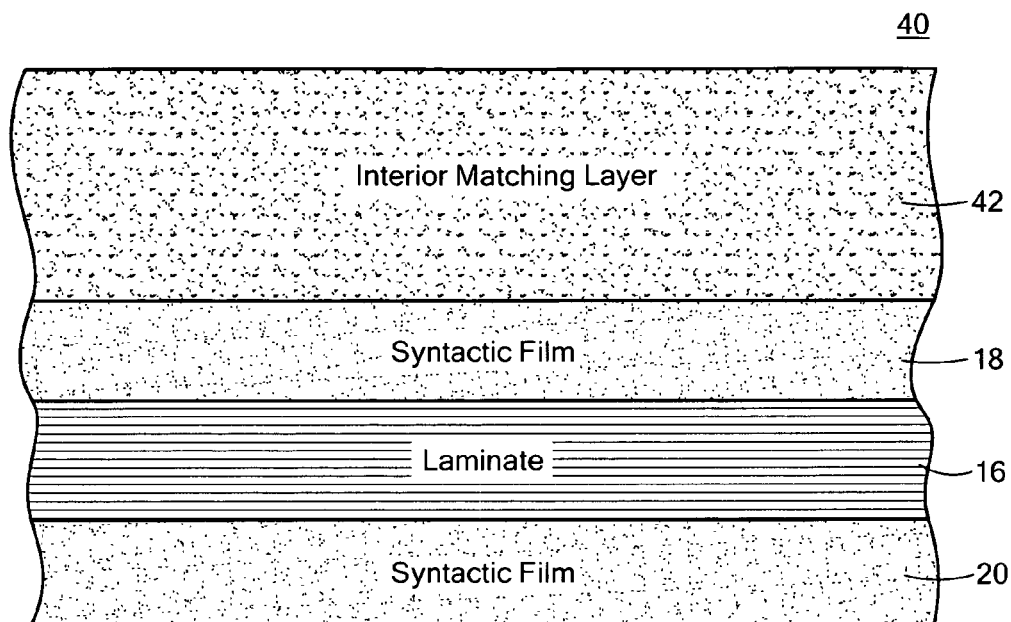 40
Interior Matching Layer
42
Syntactic Film
18
Laminate
16
Syntactic Film
20